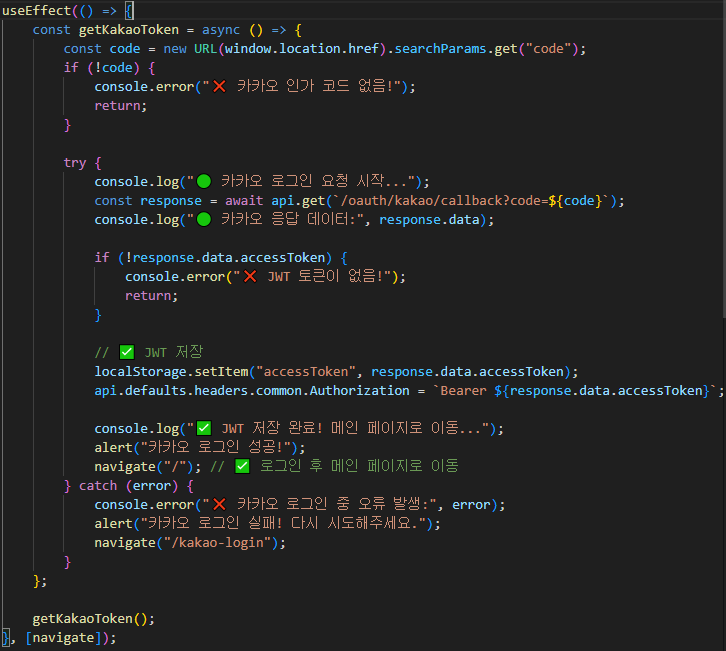 useEffect(() => {
    const getKakaoToken = async () => {
        const code = new URL(window.location.href).searchParams.get("code");
        if (!code) {
            console.error("❌ 카카오 인가 코드 없음!");
            return;
        }

        try {
            console.log("🟢 카카오 로그인 요청 시작...");
            const response = await api.get(`/oauth/kakao/callback?code=${code}`);
            console.log("🟢 카카오 응답 데이터:", response.data);

            if (!response.data.accessToken) {
                console.error("❌ JWT 토큰이 없음!");
                return;
            }

            // ✅ JWT 저장
            localStorage.setItem("accessToken", response.data.accessToken);
            api.defaults.headers.common.Authorization = `Bearer ${response.data.accessToken}`;

            console.log("✅ JWT 저장 완료! 메인 페이지로 이동...");
            alert("카카오 로그인 성공!");
            navigate("/"); // ✅ 로그인 후 메인 페이지로 이동
        } catch (error) {
            console.error("❌ 카카오 로그인 중 오류 발생:", error);
            alert("카카오 로그인 실패! 다시 시도해주세요.");
            navigate("/kakao-login");
        }
    };

    getKakaoToken();
}, [navigate]);